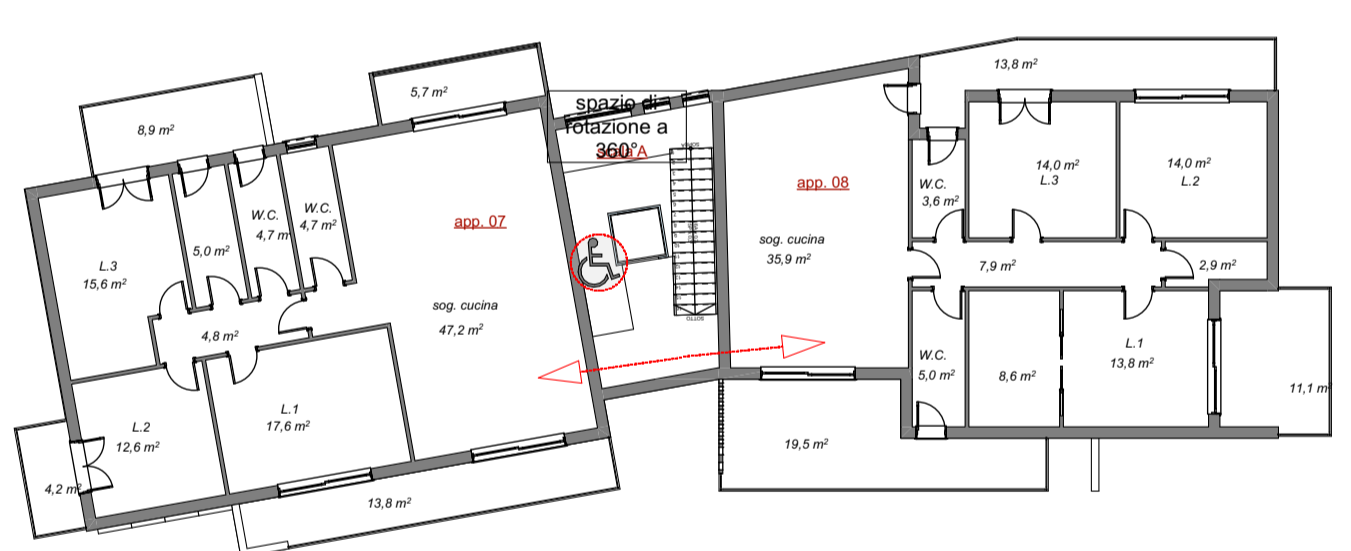 8,9 m²
5,7 m²
spazio di
rotazione a
360°
scala A
13,8 m²
app. 07
app. 08
L.3
15,6 m²
5,0 m²
W.C.
4,7 m
W.C.
4,7 m²
4,8 m²
sog. cucina
47,2 m²
L.2
12,6 m²
L.1
17,6 m²
4,2 m²
13,8 m²
SOTTO
sog. cucina
35,9 m²
W.C.
3,6 m²
14,0 m²
L.3
14,0 m²
L.2
7,9 m²
2,9 m²
W.C.
5,0 m²
8,6 m²
L.1
13,8 m²
11,1 m²
19,5 m²